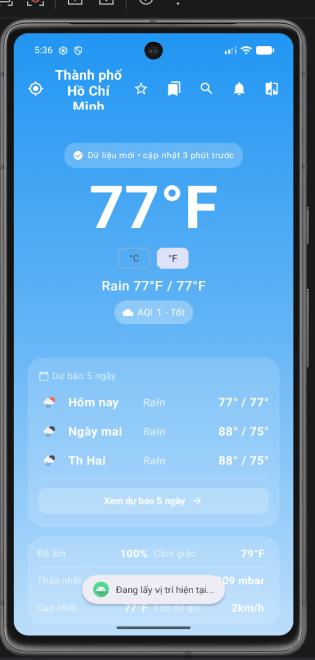 5:36
Thành phố
Hồ Chí
Minh
Dữ liệu mới • cập nhật 3 phút trước
77°F
°C
°F
Rain 77°F / 77°F
AQI 1 - Tốt
Dự báo 5 ngày
Hôm nay Rain 77° / 77°
Ngày mai Rain 88° / 75°
Th Hai Rain 88° / 75°
Xem dự báo 5 ngày →
Độ ẩm 100% Cảm giác 79°F
Thấp nhất 009 mbar
Đang lấy vị trí hiện tại...
Cao nhất 77°F Tốc độ gió 2km/h